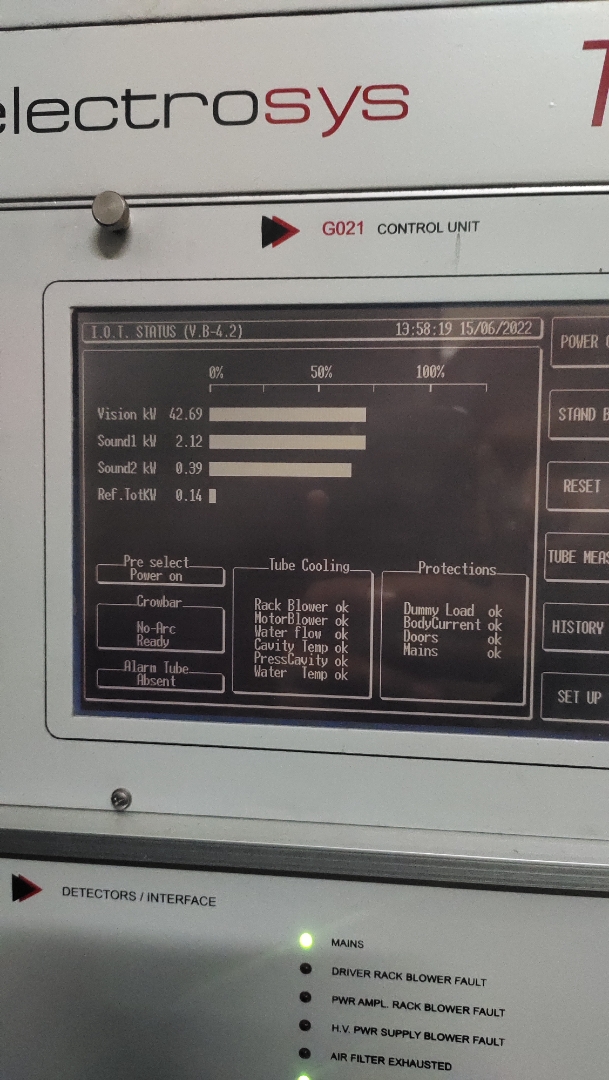 electrosys
G021 CONTROL UNIT
I.O.T. STATUS (V.B-4.2) 13:58:19 15/06/2022
0% 50% 100%
Vision kW 42.69
Sound1 kW 2.12
Sound2 kW 0.39
Ref.TotKW 0.14
Pre select
Power on
Crowbar
No-Arc
Ready
Alarm Tube
Absent
Tube Cooling
Rack Blower ok
MotorBlower ok
Water flow ok
Cavity Temp ok
PressCavity ok
Water Temp ok
Protections
Dummy Load ok
BodyCurrent ok
Doors ok
Mains ok
POWER
STAND
RESET
TUBE MEAS
HISTORY
SET UP
DETECTORS / INTERFACE
MAINS
DRIVER RACK BLOWER FAULT
PWR AMPL. RACK BLOWER FAULT
H.V. PWR SUPPLY BLOWER FAULT
AIR FILTER EXHAUSTED